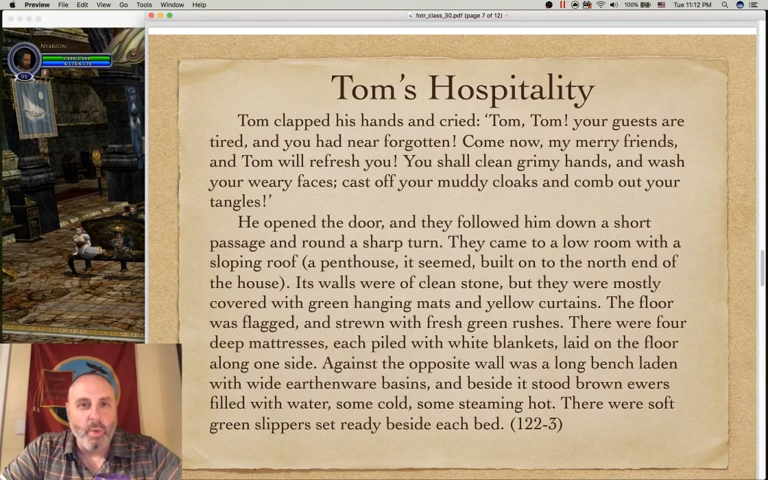 Preview File Edit View Go Tools Window Help
100% Tue 11:12 PM
fotr_class_30.pdf (page 7 of 12)
Tom's Hospitality
Tom clapped his hands and cried: 'Tom, Tom! your guests are
tired, and you had near forgotten! Come now, my merry friends,
and Tom will refresh you! You shall clean grimy hands, and wash
your weary faces; cast off your muddy cloaks and comb out your
tangles!'
He opened the door, and they followed him down a short
passage and round a sharp turn. They came to a low room with a
sloping roof (a penthouse, it seemed, built on to the north end of
the house). Its walls were of clean stone, but they were mostly
covered with green hanging mats and yellow curtains. The floor
was flagged, and strewn with fresh green rushes. There were four
deep mattresses, each piled with white blankets, laid on the floor
along one side. Against the opposite wall was a long bench laden
with wide earthenware basins, and beside it stood brown ewers
filled with water, some cold, some steaming hot. There were soft
green slippers set ready beside each bed. (122-3)